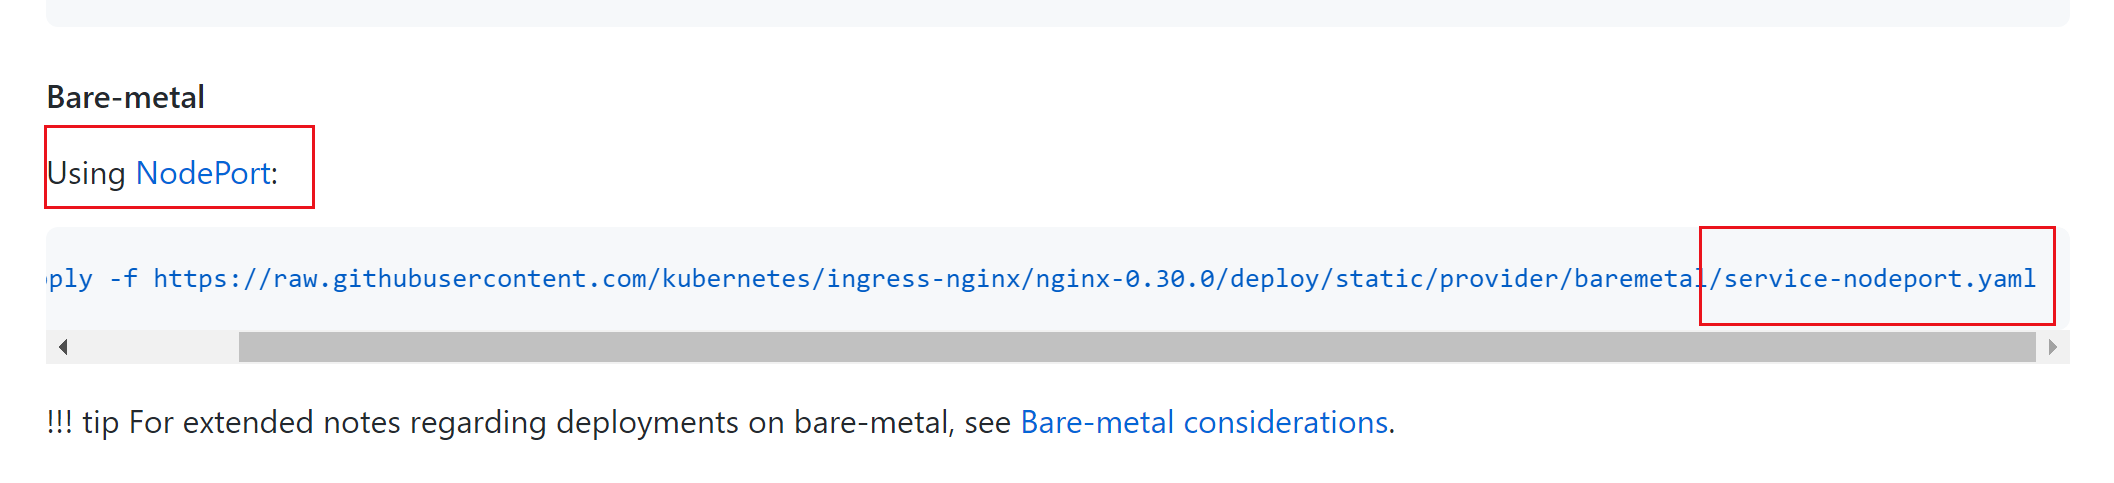 Bare-metal
Using NodePort:
pply -f https://raw.githubusercontent.com/kubernetes/ingress-nginx/nginx-0.30.0/deploy/static/provider/baremetal/service-nodeport.yaml
!!! tip For extended notes regarding deployments on bare-metal, see Bare-metal considerations.